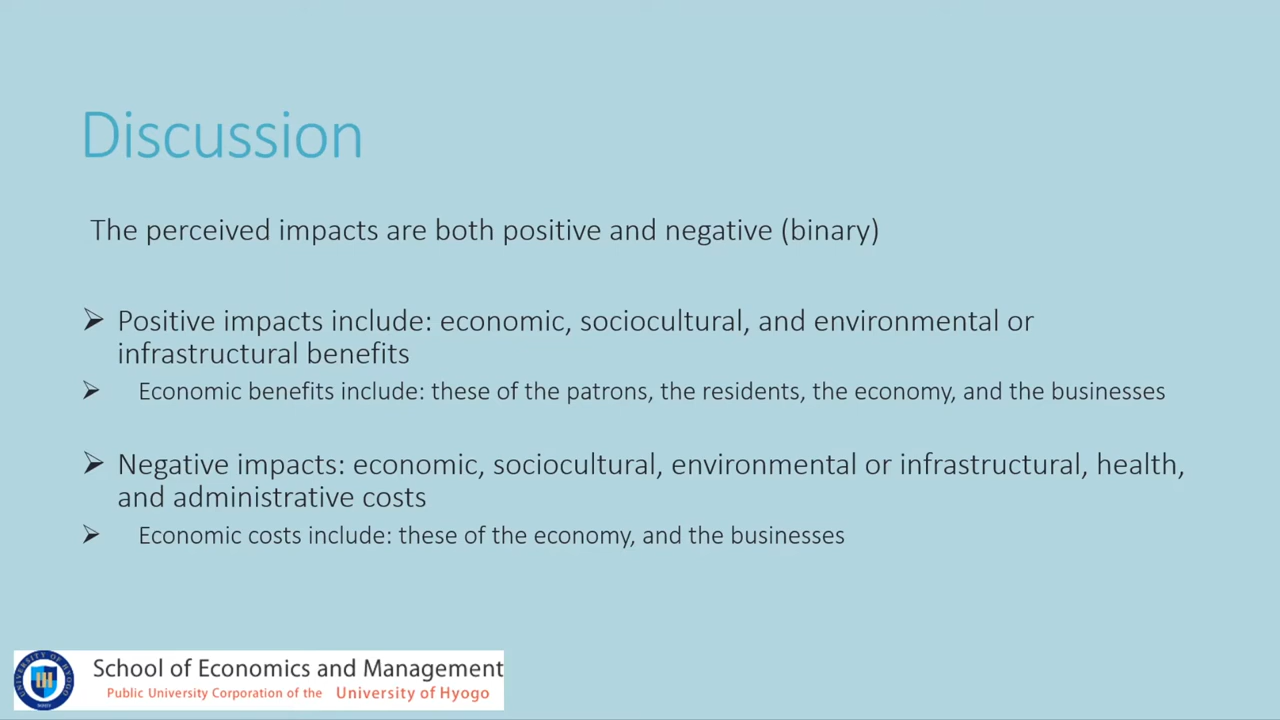 Discussion
The perceived impacts are both positive and negative (binary)
➢ Positive impacts include: economic, sociocultural, and environmental or
infrastructural benefits
➢ Economic benefits include: these of the patrons, the residents, the economy, and the businesses
➢ Negative impacts: economic, sociocultural, environmental or infrastructural, health,
and administrative costs
➢ Economic costs include: these of the economy, and the businesses
UNIVERSITY OF HYOGO
School of Economics and Management
Public University Corporation of the University of Hyogo